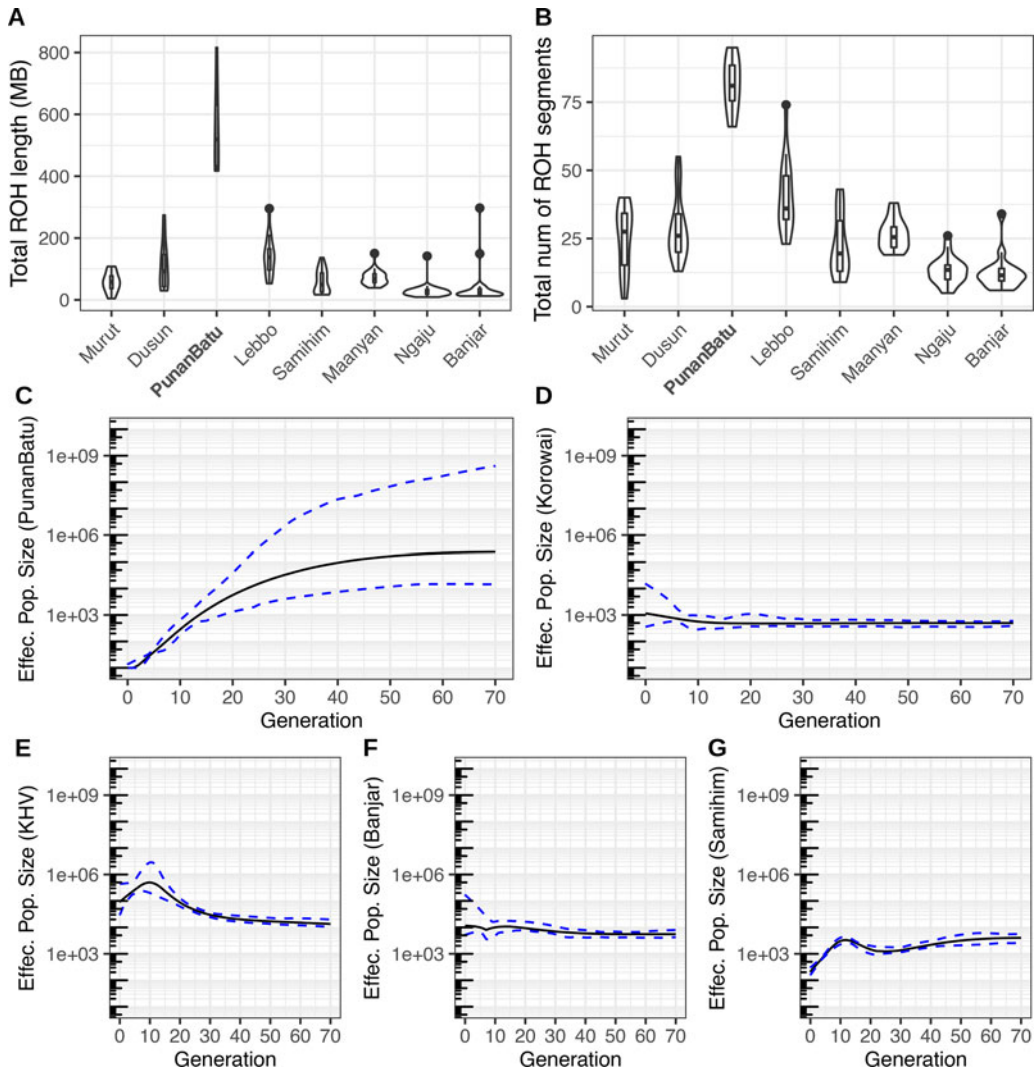 A
B
Total ROH length (MB)
800
600
400
200
0
Murut
Dusun
PunanBatu
Lebbo
Samihim
Maanyan
Ngaju
Banjar
Total num of ROH segments
75
50
25
0
Murut
Dusun
PunanBatu
Lebbo
Samihim
Maanyan
Ngaju
Banjar
C
Effec. Pop. Size (PunanBatu)
1e+09
1e+06
1e+03
0 10 20 30 40 50 60 70
Generation
D
Effec. Pop. Size (Korowai)
1e+09
1e+06
1e+03
0 10 20 30 40 50 60 70
Generation
E
Effec. Pop. Size (KHV)
1e+09
1e+06
1e+03
0 10 20 30 40 50 60 70
Generation
F
Effec. Pop. Size (Banjar)
1e+09
1e+06
1e+03
0 10 20 30 40 50 60 70
Generation
G
Effec. Pop. Size (Samihim)
1e+09
1e+06
1e+03
0 10 20 30 40 50 60 70
Generation